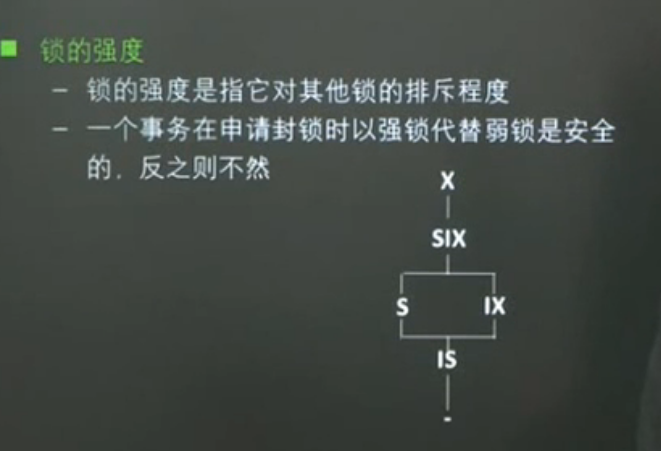 锁的强度
– 锁的强度是指它对其他锁的排斥程度
– 一个事务在申请封锁时以强锁代替弱锁是安全
的，反之则不然
X
SIX
S IX
IS
-